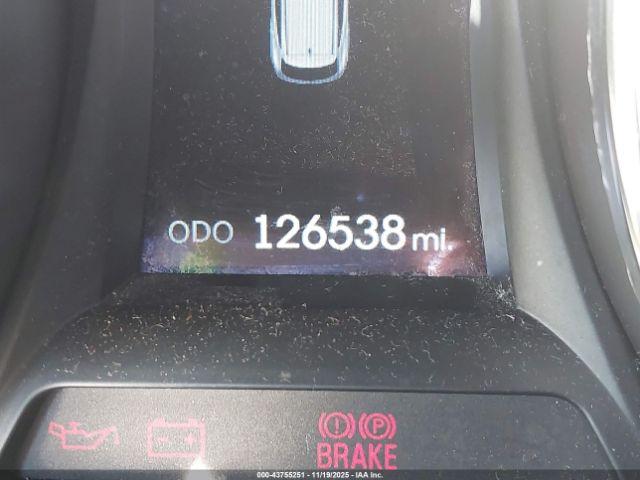 ODO 126538 mi.
BRAKE
000-43755251 - 11/19/2025 - IAA Inc.